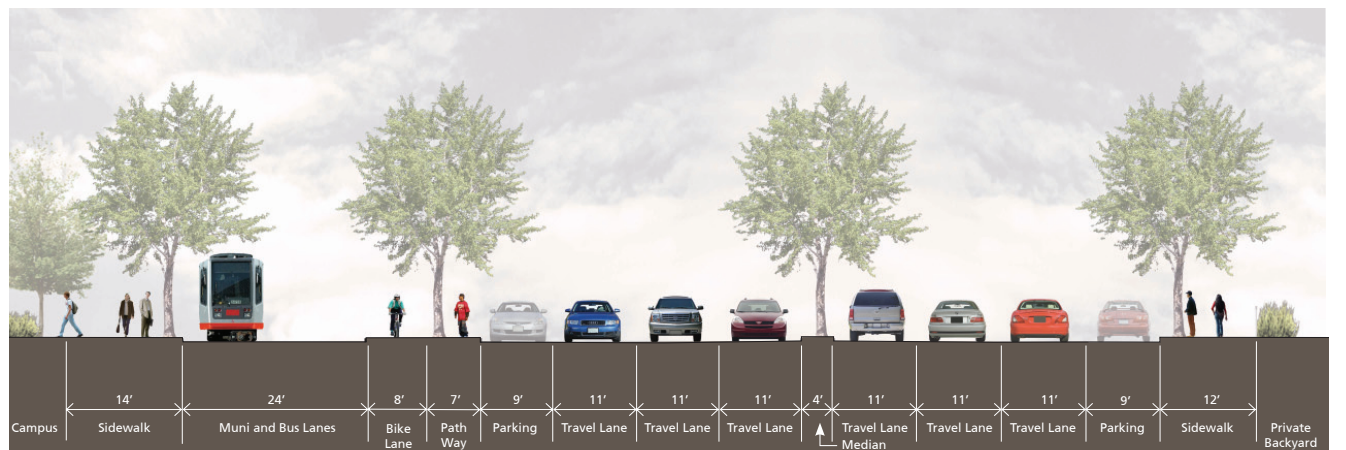 14’ 24’ 8’ 7’ 9’ 11’ 11’ 11’ 4’ 11’ 11’ 11’ 9’ 12’
Campus Sidewalk Muni and Bus Lanes Bike Path Parking Travel Lane Travel Lane Travel Lane Travel Lane Travel Lane Travel Lane Parking Sidewalk Private
Lane Way Median Backyard